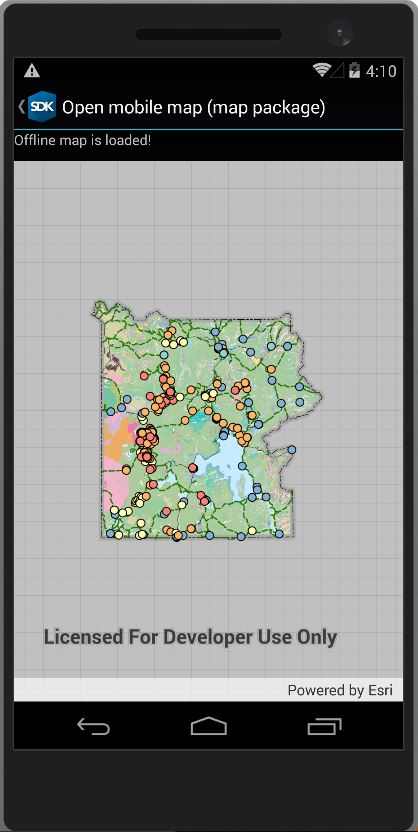 4:10
SDK
Open mobile map (map package)
Offline map is loaded!
Licensed For Developer Use Only
Powered by Esri